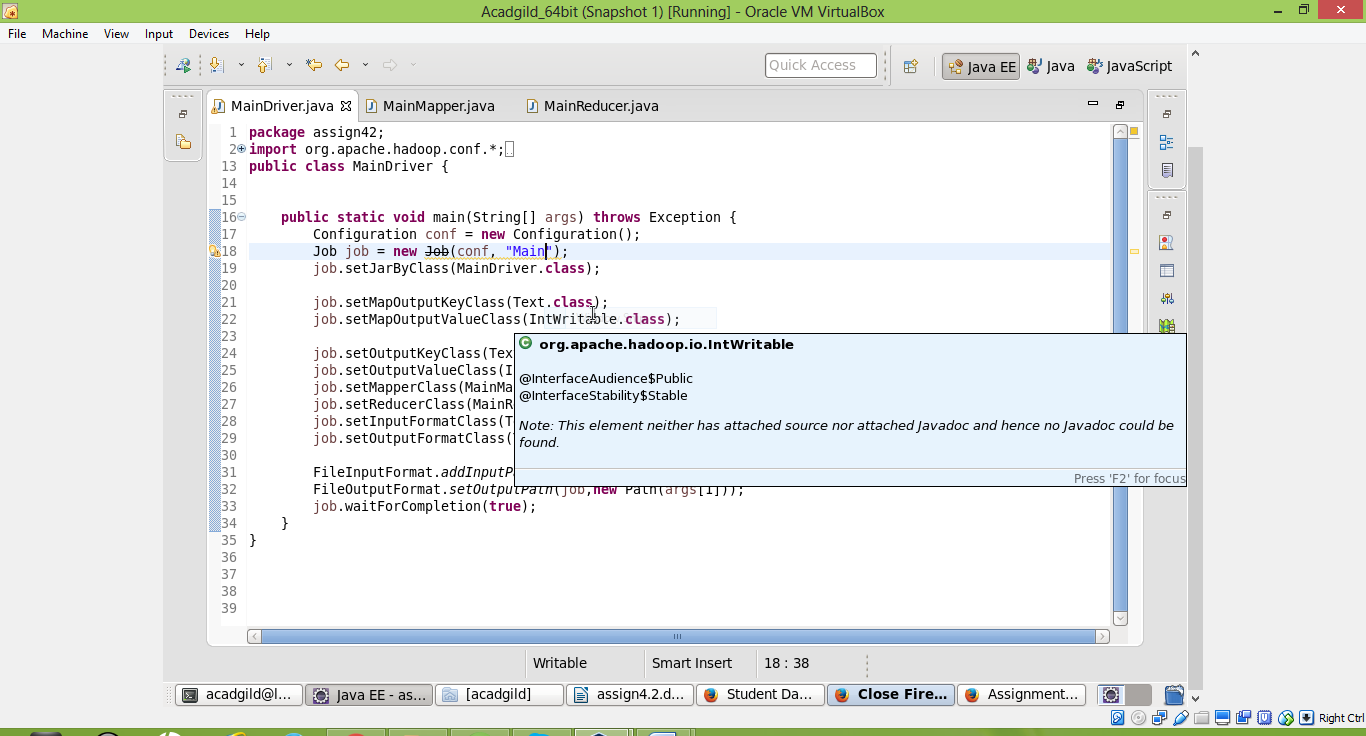 Acadgild_64bit (Snapshot 1) [Running] - Oracle VM VirtualBox
File Machine View Input Devices Help
Quick Access Java EE Java JavaScript
MainDriver.java MainMapper.java MainReducer.java
1 package assign42;
2 import org.apache.hadoop.conf.*;
13 public class MainDriver {
14
15
16 public static void main(String[] args) throws Exception {
17 Configuration conf = new Configuration();
18 Job job = new Job(conf, "Main");
19 job.setJarByClass(MainDriver.class);
20
21 job.setMapOutputKeyClass(Text.class);
22 job.setMapOutputValueClass(IntWritable.class);
23
24 job.setOutputKeyClass(Tex
25 job.setOutputValueClass(I
26 job.setMapperClass(MainMa
27 job.setReducerClass(MainR
28 job.setInputFormatClass(T
29 job.setOutputFormatClass(
30
31 FileInputFormat.addInputP
32 FileOutputFormat.setOutputPath(job,new Path(args[1]));
33 job.waitForCompletion(true);
34 }
35 }
36
37
38
39
org.apache.hadoop.io.IntWritable
@InterfaceAudience$Public
@InterfaceStability$Stable
Note: This element neither has attached source nor attached Javadoc and hence no Javadoc could be
found.
Press 'F2' for focus
Writable Smart Insert 18 : 38
acadgild@l... Java EE - as... [acadgild] assign4.2.d... Student Da... Close Fire... Assignment...
Right Ctrl